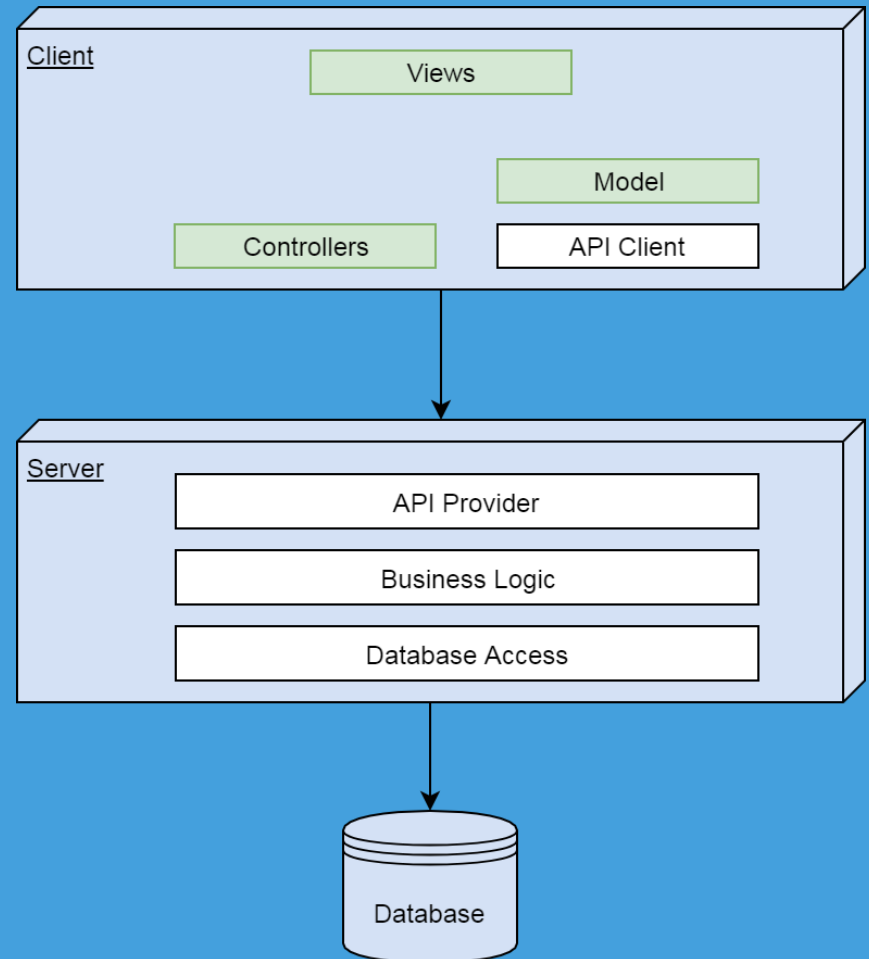 Client
Views
Model
Controllers
API Client
Server
API Provider
Business Logic
Database Access
Database